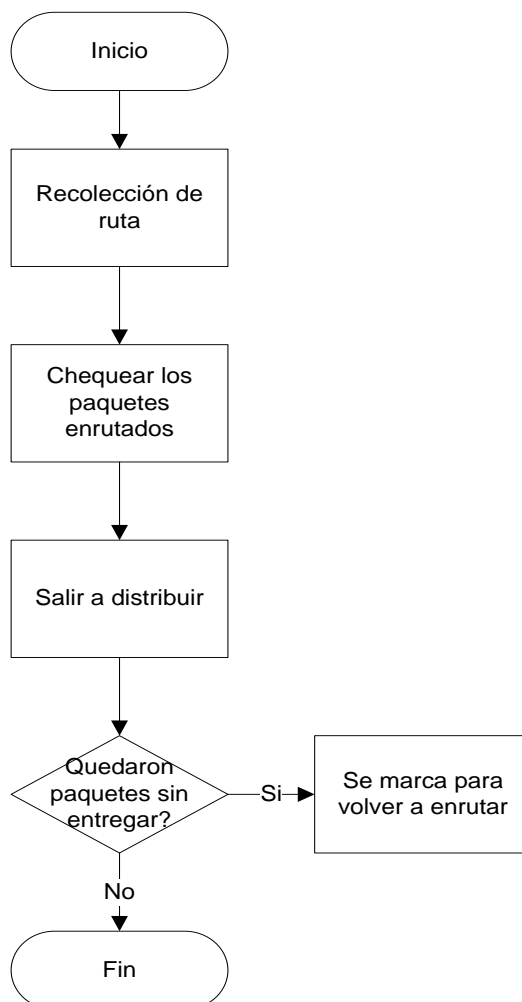 Inicio
Recolección de
ruta
Chequear los
paquetes
enrutados
Salir a distribuir
Quedaron
paquetes sin
entregar?
Si
Se marca para
volver a enrutar
No
Fin